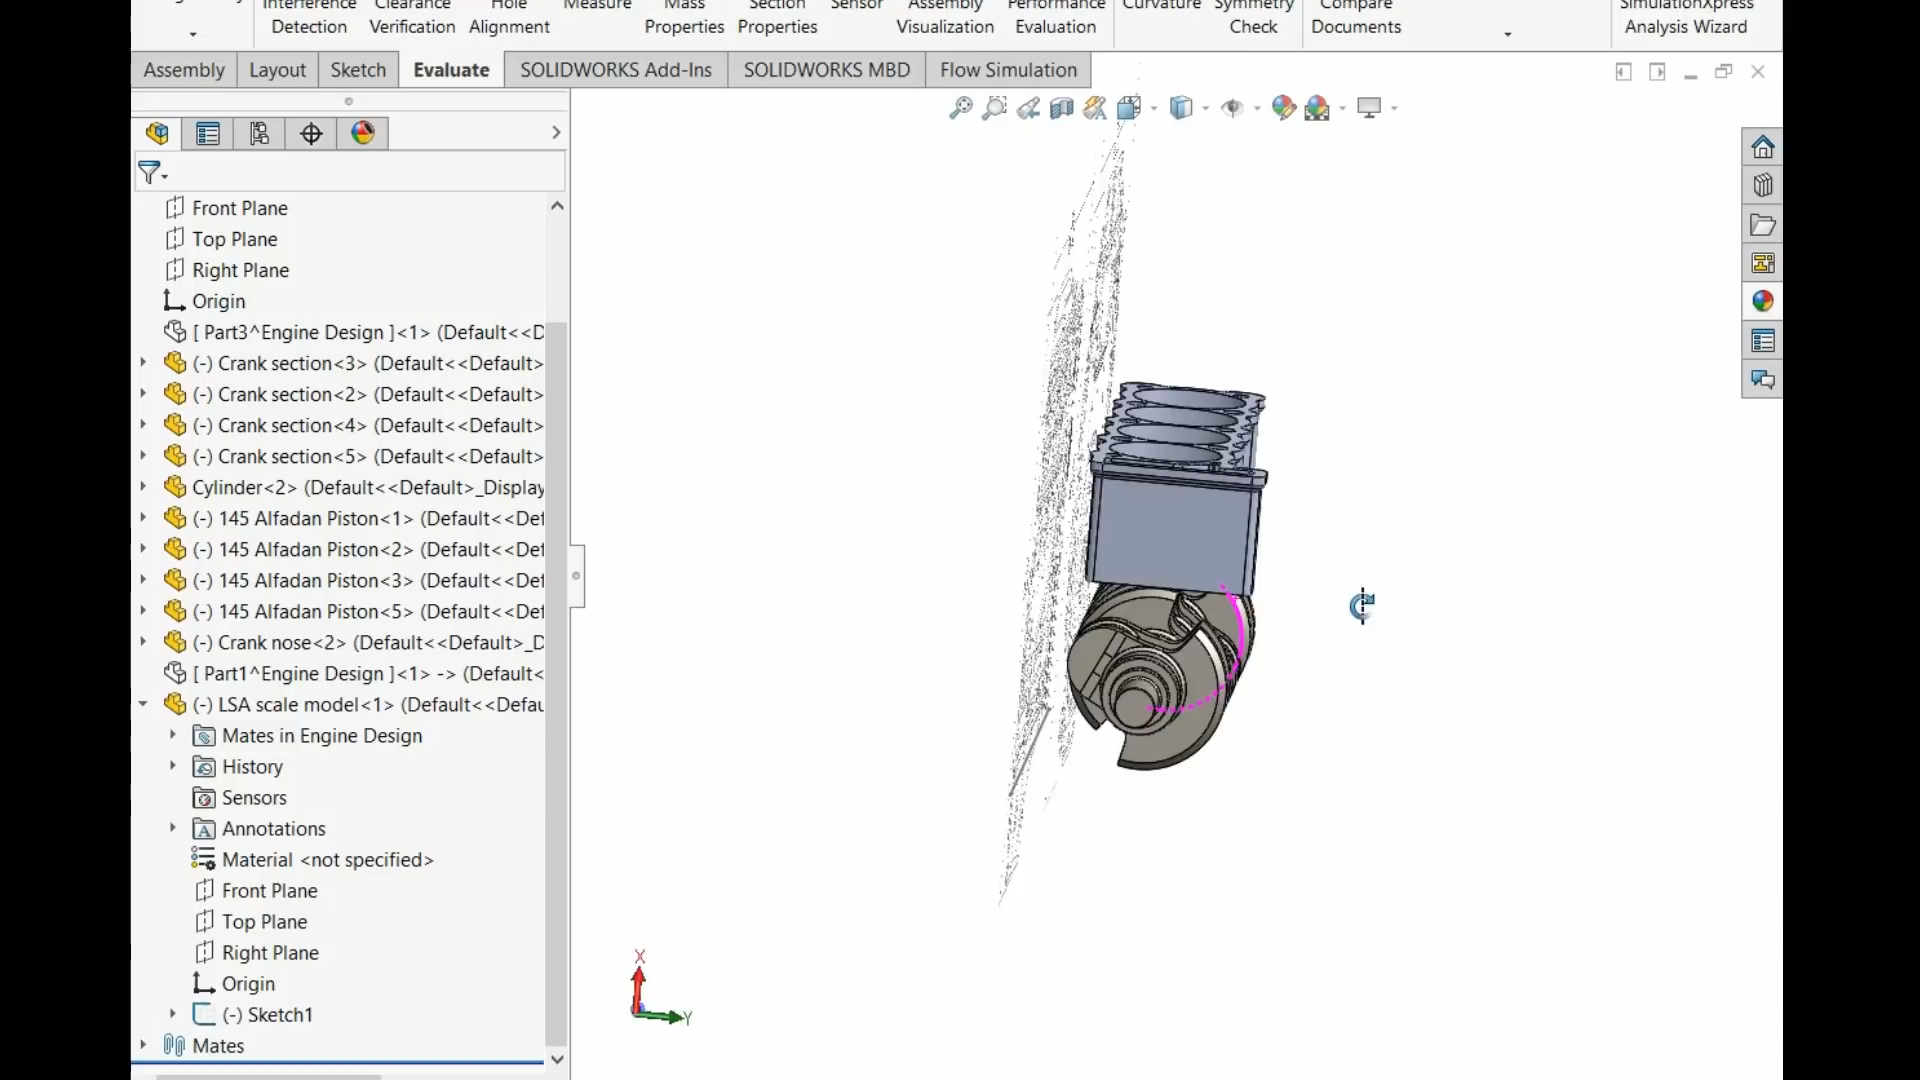 Interference Clearance Hole Measure Mass Section Sensor Assembly Performance Curvature Symmetry Compare SimulationXpress
Detection Verification Alignment Properties Properties Visualization Evaluation Check Documents Analysis Wizard
Assembly Layout Sketch Evaluate SOLIDWORKS Add-Ins SOLIDWORKS MBD Flow Simulation
Front Plane
Top Plane
Right Plane
Origin
[ Part3^Engine Design ]<1> (Default<<D
(-) Crank section<3> (Default<<Default>
(-) Crank section<2> (Default<<Default>
(-) Crank section<4> (Default<<Default>
(-) Crank section<5> (Default<<Default>
Cylinder<2> (Default<<Default>_Display
(-) 145 Alfadan Piston<1> (Default<<Def
(-) 145 Alfadan Piston<2> (Default<<Def
(-) 145 Alfadan Piston<3> (Default<<Def
(-) 145 Alfadan Piston<5> (Default<<Def
(-) Crank nose<2> (Default<<Default>_D
[ Part1^Engine Design ]<1> -> (Default<
(-) LSA scale model<1> (Default<<Defau
Mates in Engine Design
History
Sensors
Annotations
Material <not specified>
Front Plane
Top Plane
Right Plane
Origin
(-) Sketch1
Mates
X
Y